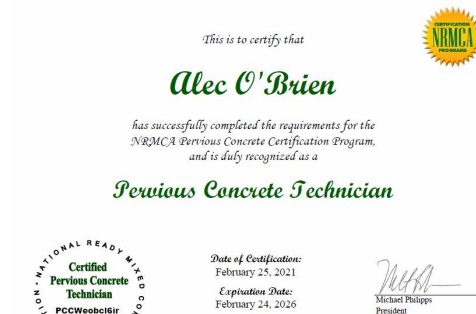 CERTIFICATION
NRMCA
PROGRAMS
This is to certify that
Alec O'Brien
has successfully completed the requirements for the
NRMCA Pervious Concrete Certification Program,
and is duly recognized as a
Pervious Concrete Technician
NATIONAL READY MIXED
Certified
Pervious Concrete
Technician
PCCWeobcl6ir
Date of Certification:
February 25, 2021
Expiration Date:
February 24, 2026
Michael Philipps
President